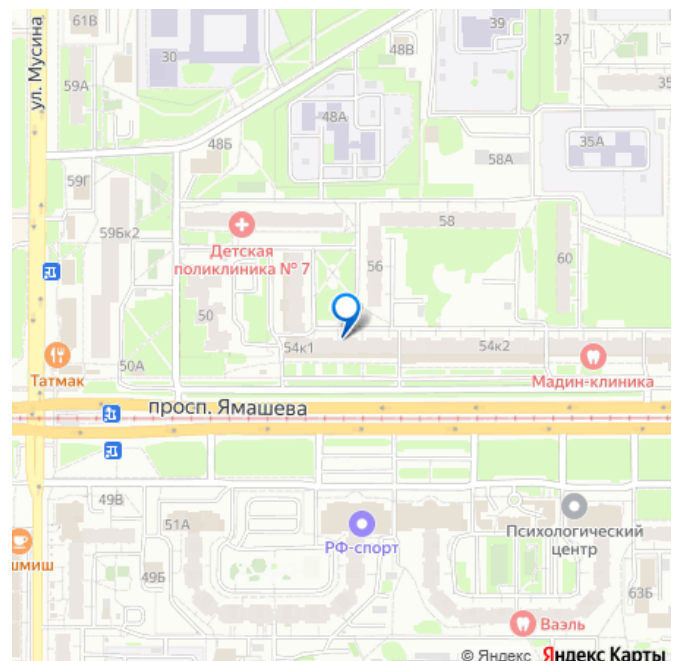 61В
39
37
30
48В
ул. Мусина
59А
35
48А
48Б
35А
58А
59Г
58
59Бк2
Детская
поликлиника № 7
56
60
50
54к1
54к2
50А
Татмак
Мадин-клиника
просп. Ямашева
49В
51А
РФ-спорт
Психологический
центр
шмиш
49Б
63Б
Ваэль
© Яндекс Яндекс Карты